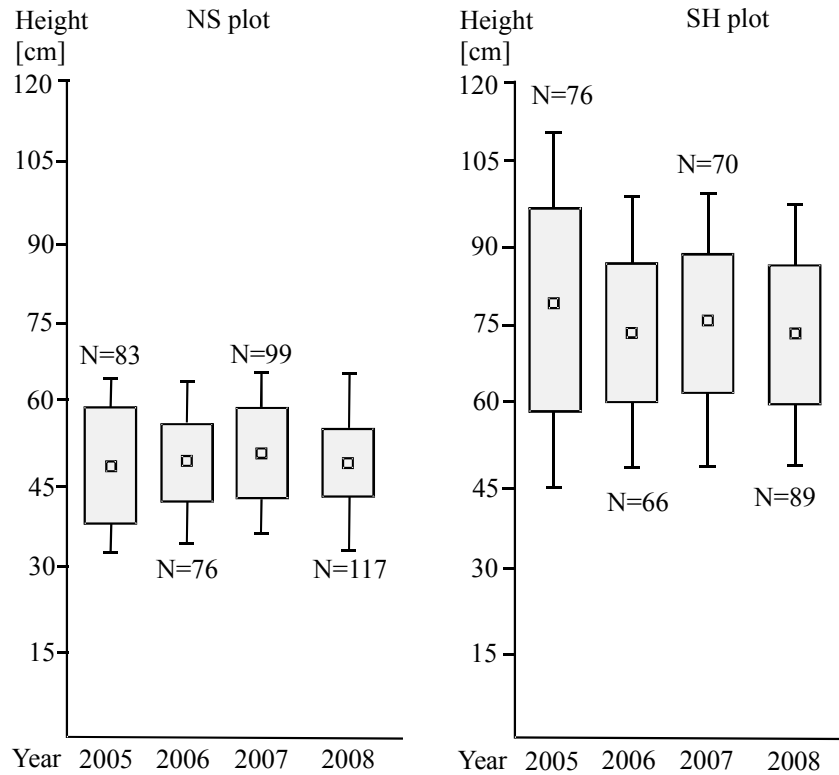 Height
[cm]
NS plot
120
105
90
75
60
45
30
15
N=83
N=99
N=76
N=117
Year 2005 2006 2007 2008
Height
[cm]
SH plot
120
105
90
75
60
45
30
15
N=76
N=70
N=66
N=89
Year 2005 2006 2007 2008